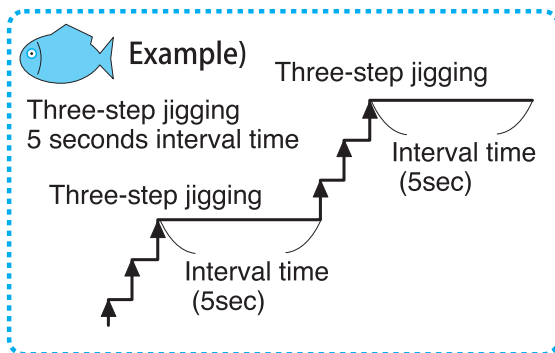 Example)
Three-step jigging
Three-step jigging
5 seconds interval time
Interval time
(5sec)
Three-step jigging
Interval time
(5sec)